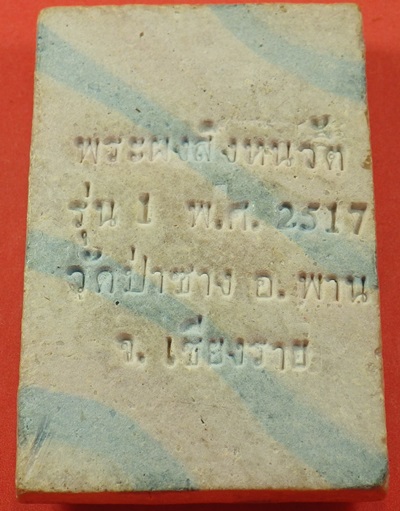 พระผงสิงหนวัต
รุ่น 1 พ.ศ. 2517
วัดป่าซาง อ. พาน
จ. เชียงราย